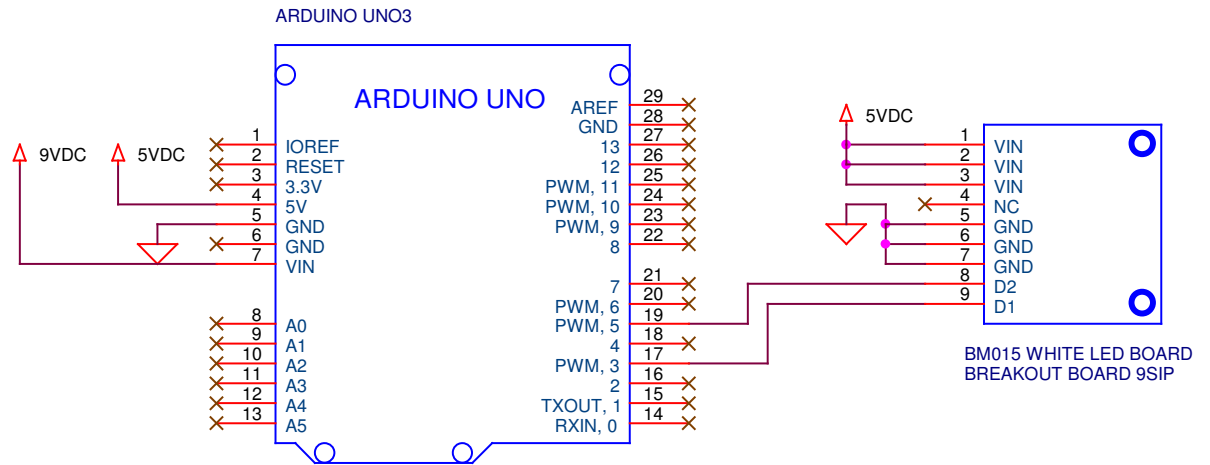 ARDUINO UNO3
ARDUINO UNO
9VDC
5VDC
1 IOREF
2 RESET
3 3.3V
4 5V
5 GND
6 GND
7 VIN
8 A0
9 A1
10 A2
11 A3
12 A4
13 A5
AREF 29
GND 28
13 27
12 26
PWM, 11 25
PWM, 10 24
PWM, 9 23
8 22
7 21
PWM, 6 20
PWM, 5 19
4 18
PWM, 3 17
2 16
TXOUT, 1 15
RXIN, 0 14
5VDC
1 VIN
2 VIN
3 VIN
4 NC
5 GND
6 GND
7 GND
8 D2
9 D1
BM015 WHITE LED BOARD
BREAKOUT BOARD 9SIP